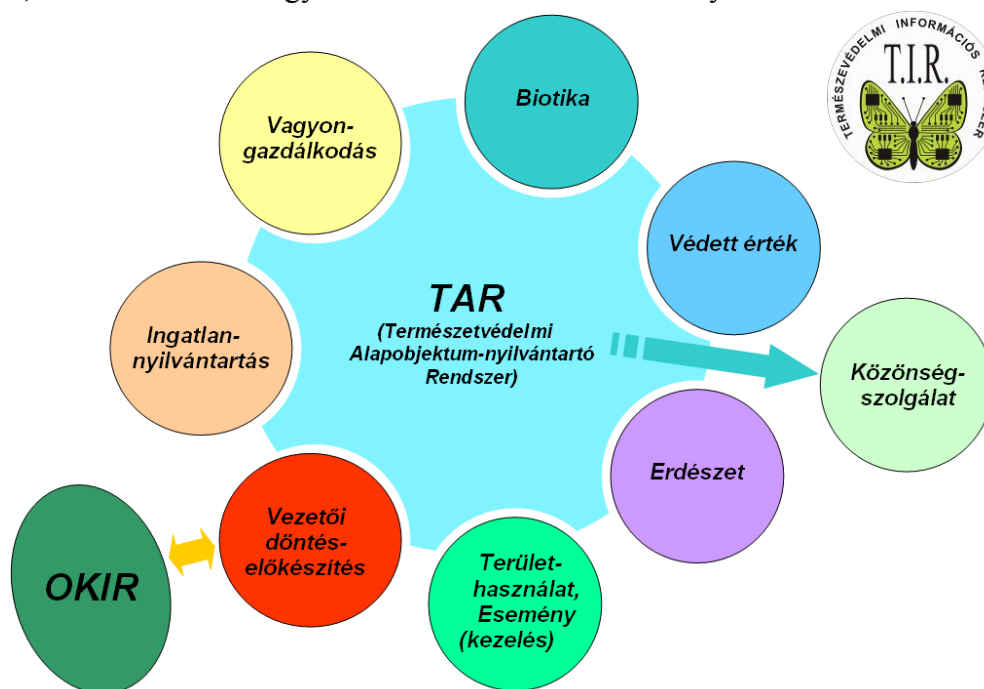 TERMÉSZEVÉDELMI INFORMÁCIÓS
T.I.R.
Biotika
Vagyon-
gazdálkodás
Védett érték
TAR
(Természetvédelmi
Alapobjektum-nyilvántartó
Rendszer)
Ingatlan-
nyilvántartás
Közönség-
szolgálat
Erdészet
Vezetői
döntés-
előkészítés
Terület-
használat,
Esemény
(kezelés)
OKIR